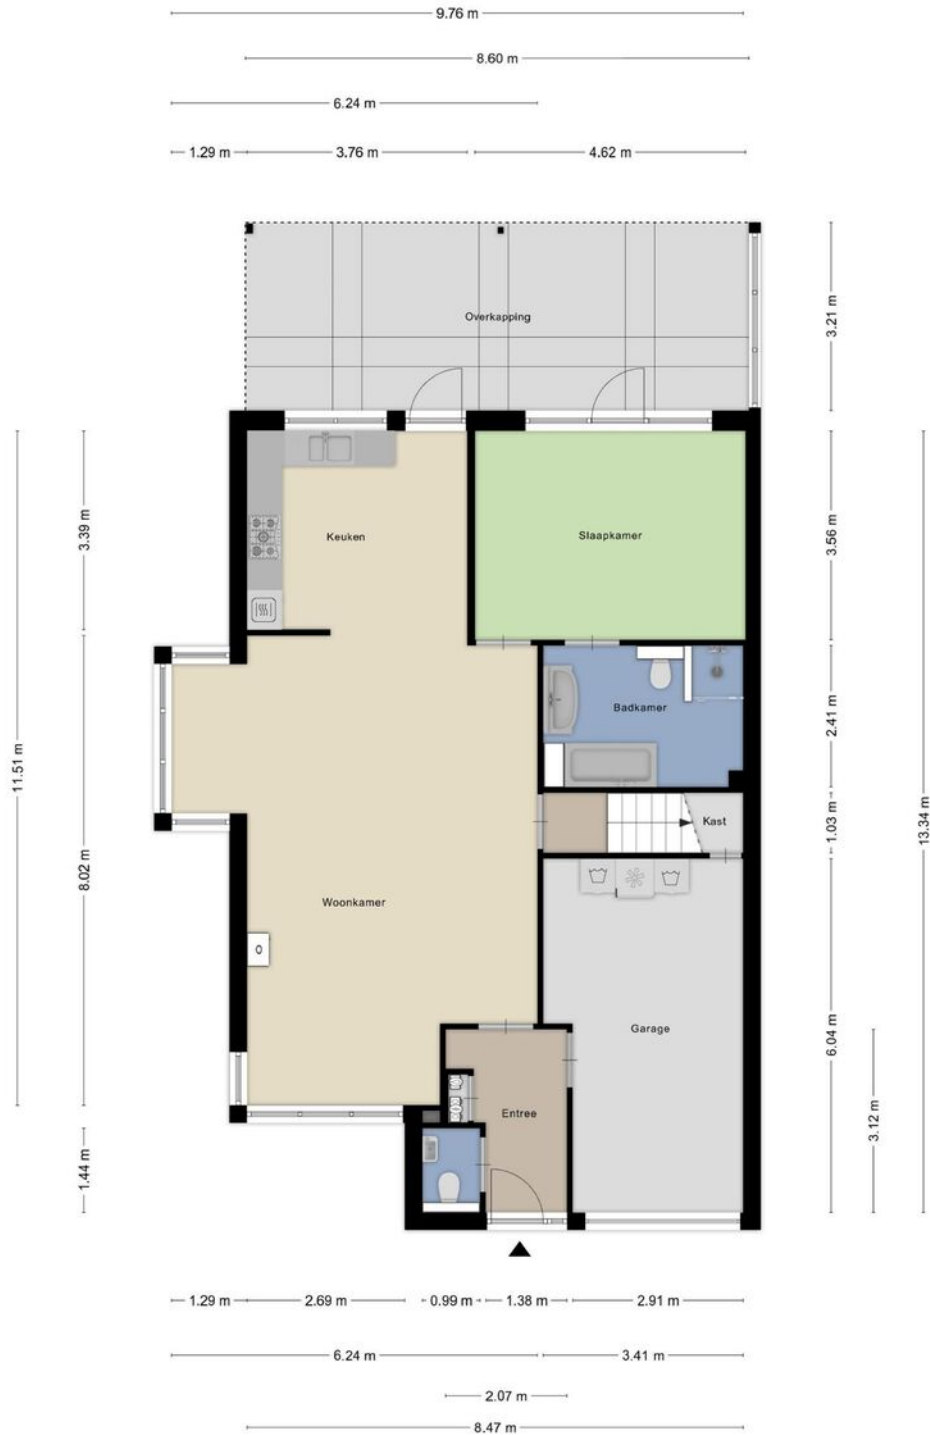 9.76 m
8.60 m
6.24 m
1.29 m 3.76 m 4.62 m
Overkapping
3.21 m
Keuken
Slaapkamer
3.39 m
3.56 m
Badkamer
2.41 m
11.51 m
Kast
1.03 m
13.34 m
8.02 m
Woonkamer
Garage
6.04 m
Entree
3.12 m
1.44 m
1.29 m 2.69 m 0.99 m 1.38 m 2.91 m
6.24 m 3.41 m
2.07 m
8.47 m